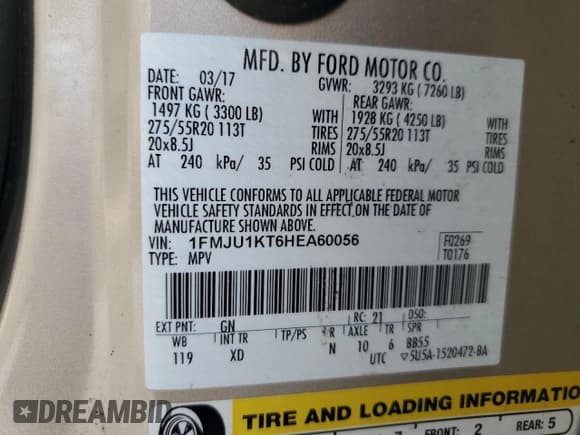 MFD. BY FORD MOTOR CO.
DATE: 03/17 GVWR: 3293 KG ( 7260 LB)
FRONT GAWR: REAR GAWR:
1497 KG ( 3300 LB) WITH 1928 KG ( 4250 LB) WITH
275/55R20 113T TIRES 275/55R20 113T TIRES
20x8.5J RIMS 20x8.5J RIMS
AT 240 kPa/ 35 PSI COLD AT 240 kPa/ 35 PSI COLD
THIS VEHICLE CONFORMS TO ALL APPLICABLE FEDERAL MOTOR
VEHICLE SAFETY STANDARDS IN EFFECT ON THE DATE OF
MANUFACTURE SHOWN ABOVE.
VIN: 1FMJU1KT6HEA60056 F0269
TYPE: MPV T0176
EXT PNT: GN RC: 21 DSO:
WB INT TR TP/PS R AXLE TR SPR
119 XD N 10 6 BB55
UTC ▽5U5A-1520472-BA
TIRE AND LOADING INFORMATION
FRONT: 2 REAR: 5
DREAMBID